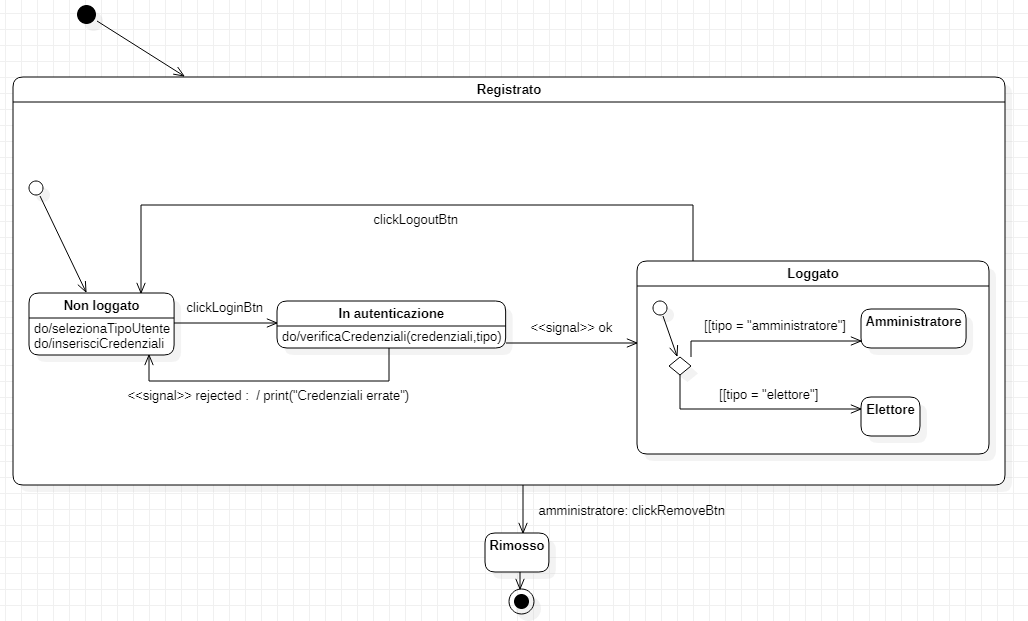 Registrato
clickLogoutBtn
Loggato
Non loggato
do/selezionaTipoUtente
do/inserisciCredenziali
clickLoginBtn
In autenticazione
do/verificaCredenziali(credenziali,tipo)
<<signal>> ok
[[tipo = "amministratore"]
Amministratore
[[tipo = "elettore"]
Elettore
<<signal>> rejected :  / print("Credenziali errate")
amministratore: clickRemoveBtn
Rimosso